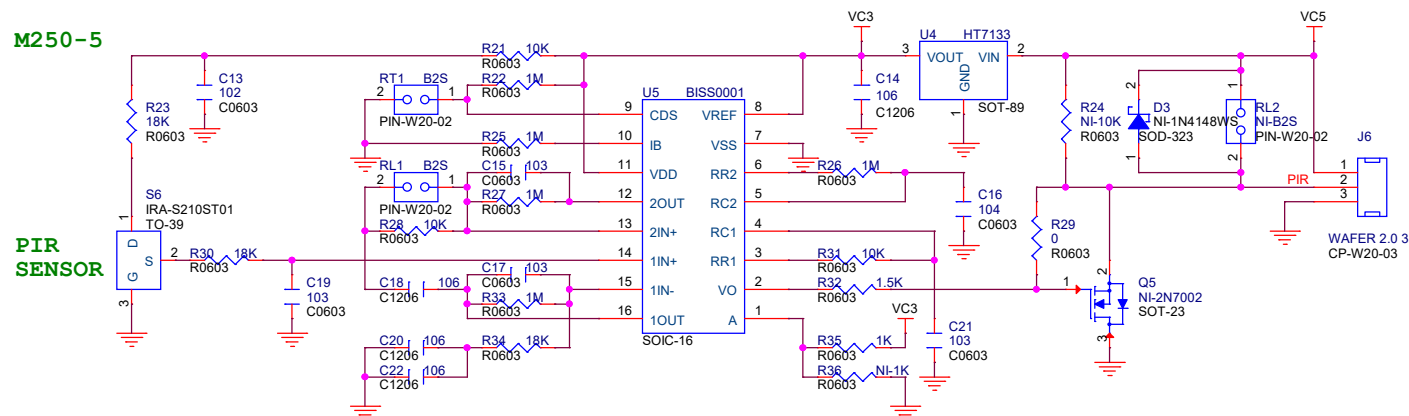 M250-5
PIR
SENSOR
C13
102
C0603
R23
18K
R0603
S6
IRA-S210ST01
TO-39
1
D
S
G
2
3
R30
18K
R0603
C19
103
C0603
R21
10K
R0603
R22
1M
R0603
RT1
B2S
2
1
PIN-W20-02
R25
1M
R0603
RL1
B2S
2
1
PIN-W20-02
C15
103
C0603
R27
1M
R0603
R28
10K
R0603
C17
103
C0603
C18
106
C1206
R33
1M
R0603
C20
106
C1206
C22
106
C1206
R34
18K
R0603
U5
BISS0001
9
CDS
VREF
8
10
IB
VSS
7
11
VDD
RR2
6
12
2OUT
RC2
5
13
2IN+
RC1
4
14
1IN+
RR1
3
15
1IN-
VO
2
16
1OUT
A
1
SOIC-16
VC3
C14
106
C1206
U4
HT7133
3
VOUT
VIN
2
GND
1
SOT-89
R26
1M
R0603
C16
104
C0603
R31
10K
R0603
R32
1.5K
R0603
VC3
R35
1K
R0603
R36
NI-1K
R0603
C21
103
C0603
VC5
R24
NI-10K
R0603
2
D3
NI-1N4148WS
SOD-323
1
1
RL2
NI-B2S
PIN-W20-02
2
R29
0
R0603
1
2
Q5
NI-2N7002
SOT-23
3
PIR
J6
1
2
3
WAFER 2.0 3
CP-W20-03